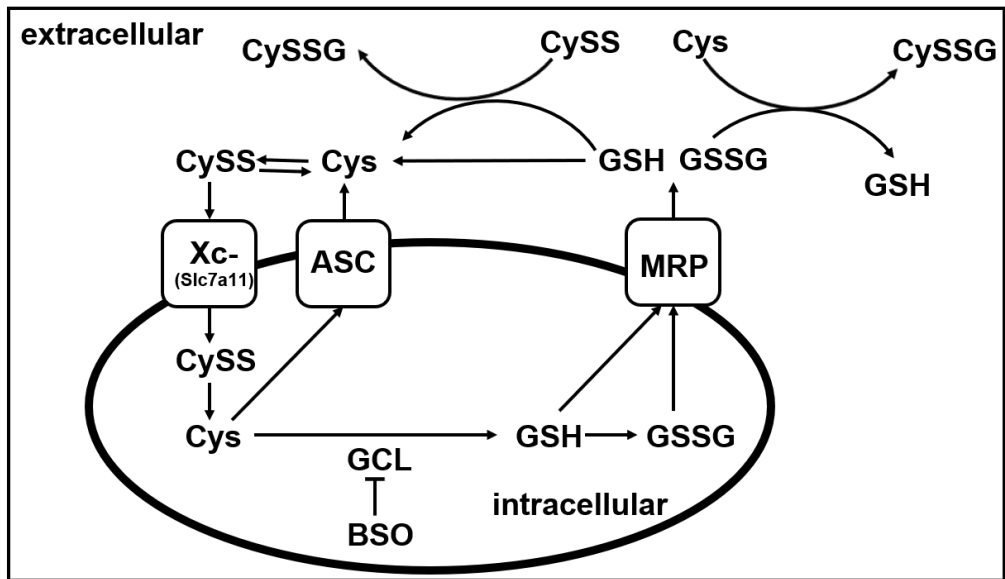 extracellular
CySSG
CySS
Cys
CySSG
CySS
Cys
GSH
GSSG
GSH
Xc-
(Slc7a11)
ASC
MRP
CySS
Cys
GSH
GSSG
GCL
intracellular
BSO